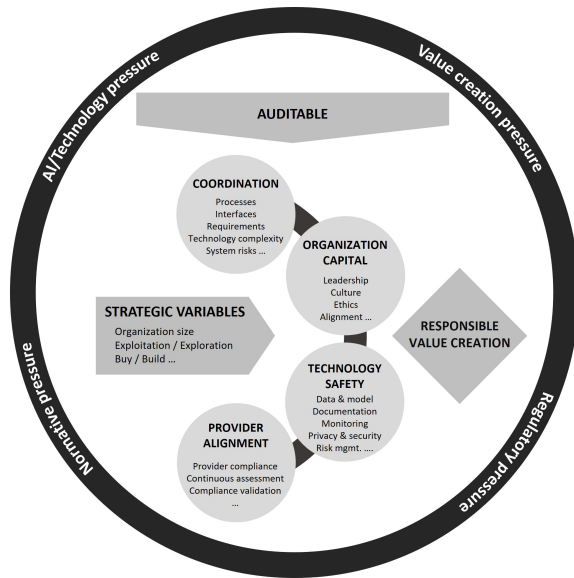 AI/Technology pressure
Value creation pressure
AUDITABLE
COORDINATION
Processes
Interfaces
Requirements
Technology complexity
System risks ...
ORGANIZATION
CAPITAL
Leadership
Culture
Ethics
Alignment ...
STRATEGIC VARIABLES
Organization size
Exploitation / Exploration
Buy / Build ...
RESPONSIBLE
VALUE CREATION
TECHNOLOGY
SAFETY
Data & model
Documentation
Monitoring
Privacy & security
Risk mgmt. ....
PROVIDER
ALIGNMENT
Provider compliance
Continuous assessment
Compliance validation
...
Normative pressure
Regulatory pressure